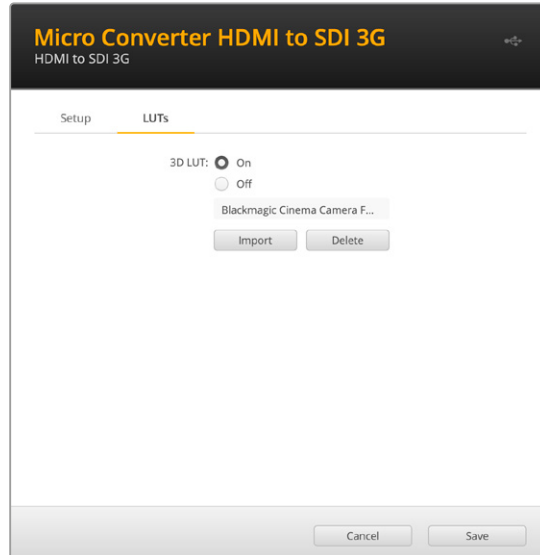 Micro Converter HDMI to SDI 3G
HDMI to SDI 3G
Setup LUTs
3D LUT: On
Off
Blackmagic Cinema Camera F...
Import Delete
Cancel Save